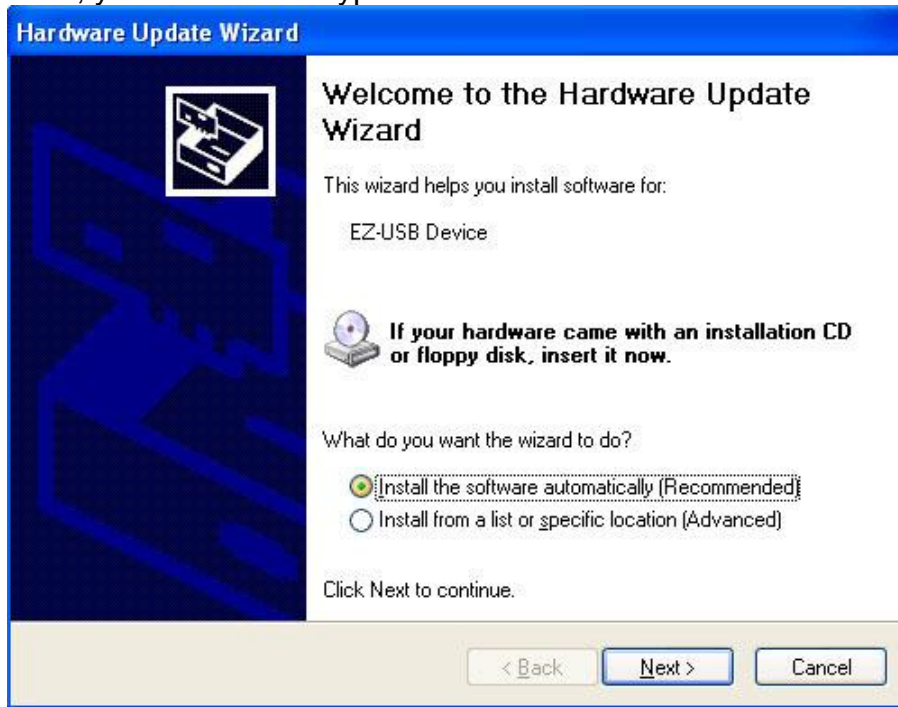 Hardware Update Wizard
Welcome to the Hardware Update
Wizard
This wizard helps you install software for:
EZ-USB Device
If your hardware came with an installation CD
or floppy disk, insert it now.
What do you want the wizard to do?
Install the software automatically (Recommended)
Install from a list or specific location (Advanced)
Click Next to continue.
< Back Next > Cancel